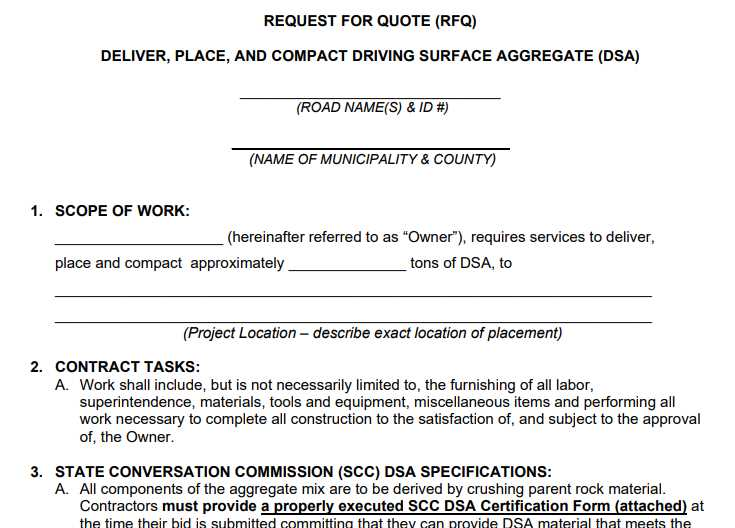 REQUEST FOR QUOTE (RFQ)
DELIVER, PLACE, AND COMPACT DRIVING SURFACE AGGREGATE (DSA)
(ROAD NAME(S) & ID #)
(NAME OF MUNICIPALITY & COUNTY)
1. SCOPE OF WORK:
____________________ (hereinafter referred to as “Owner”), requires services to deliver,
place and compact approximately ______________ tons of DSA, to
(Project Location – describe exact location of placement)
2. CONTRACT TASKS:
A. Work shall include, but is not necessarily limited to, the furnishing of all labor,
superintendence, materials, tools and equipment, miscellaneous items and performing all
work necessary to complete all construction to the satisfaction of, and subject to the approval
of, the Owner.
3. STATE CONVERSATION COMMISSION (SCC) DSA SPECIFICATIONS:
A. All components of the aggregate mix are to be derived by crushing parent rock material.
Contractors must provide a properly executed SCC DSA Certification Form (attached) at
the time their bid is submitted committing that they can provide DSA material that meets the